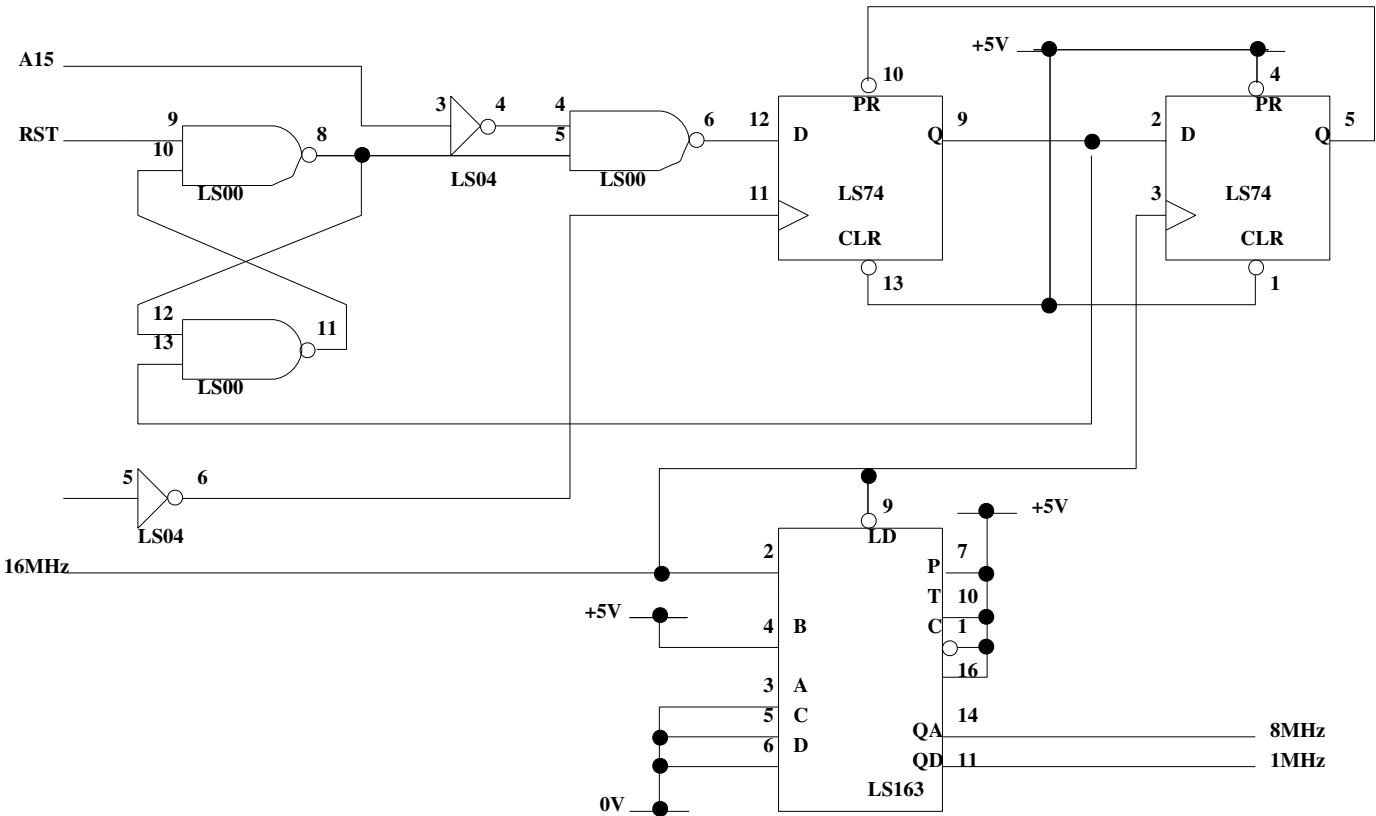 +5V
A15
10
4
PR
PR
3
4
4
6
12
9
2
5
RST
9
8
5
D
Q
D
Q
10
LS04
LS00
LS00
11
LS74
3
LS74
CLR
CLR
13
1
12
11
13
LS00
5
6
9
+5V
LS04
LD
16MHz
2
P
7
T
10
+5V
4
B
C
1
16
3
A
5
C
14
QA
8MHz
6
D
QD
11
1MHz
LS163
0V